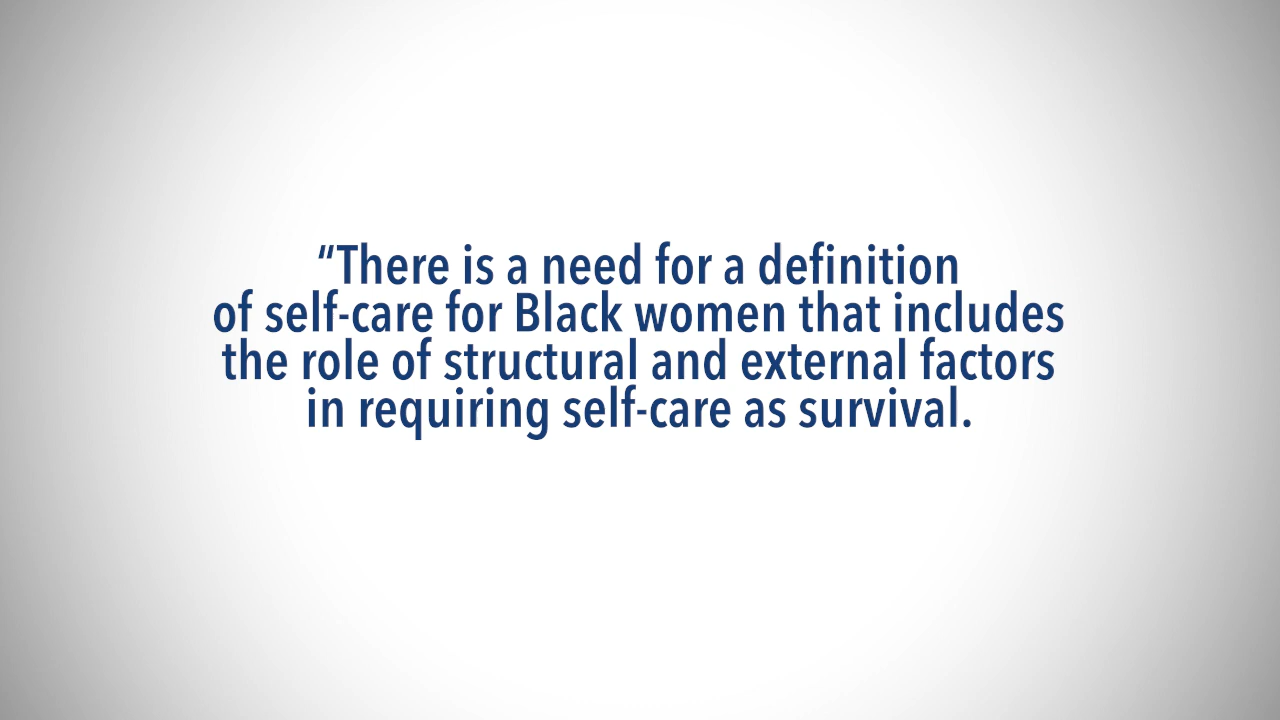 “There is a need for a definition
of self-care for Black women that includes
the role of structural and external factors
in requiring self-care as survival.